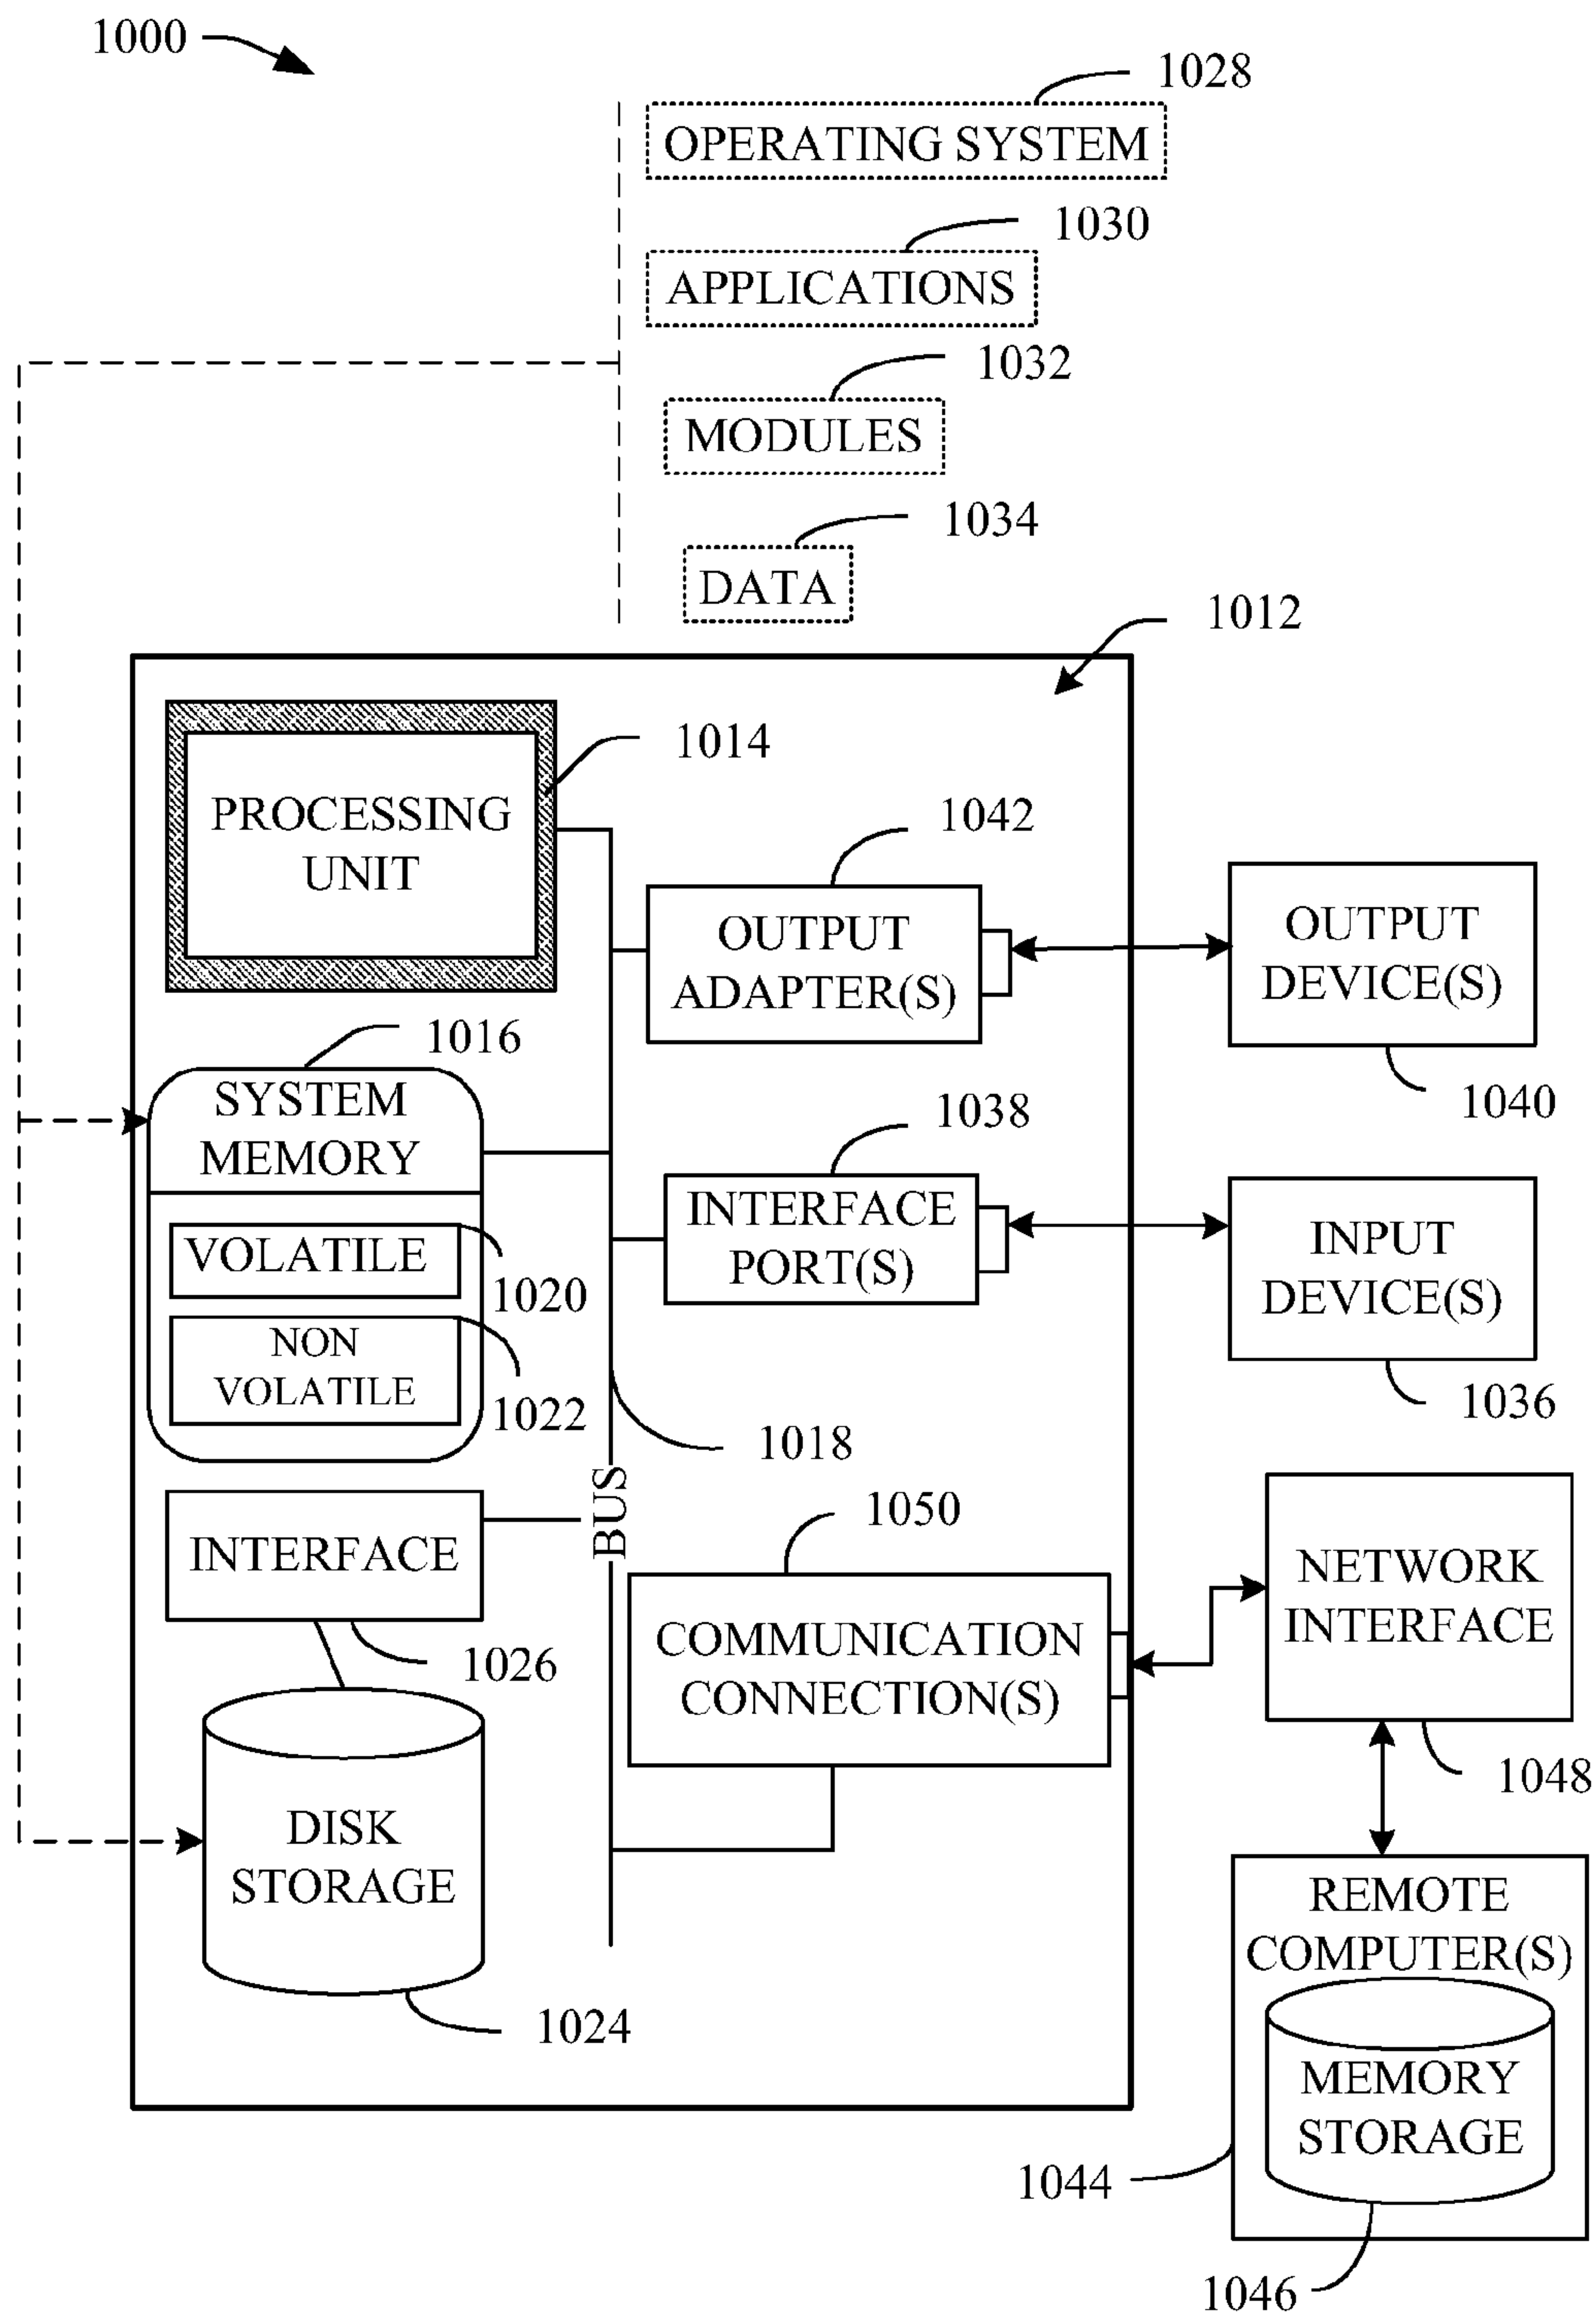 1000
1028
OPERATING SYSTEM
1030
APPLICATIONS
1032
MODULES
1034
DATA
1012
1014
PROCESSING
UNIT
1042
OUTPUT
ADAPTER(S)
OUTPUT
DEVICE(S)
1040
1016
SYSTEM
MEMORY
1038
INTERFACE
PORT(S)
INPUT
DEVICE(S)
1036
VOLATILE
1020
NON
VOLATILE
1022
1018
BUS
INTERFACE
1026
1050
COMMUNICATION
CONNECTION(S)
NETWORK
INTERFACE
1048
DISK
STORAGE
1024
REMOTE
COMPUTER(S)
MEMORY
STORAGE
1044
1046